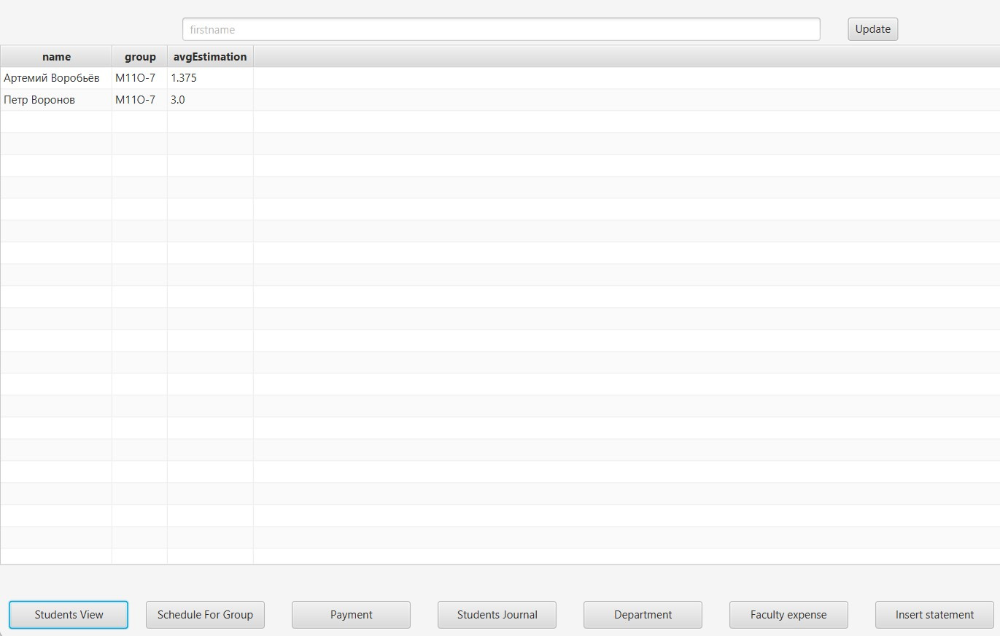 firstname Update
name group avgEstimation
Артемий Воробьёв М11О-7 1.375
Петр Воронов М11О-7 3.0
Students View Schedule For Group Payment Students Journal Department Faculty expense Insert statement